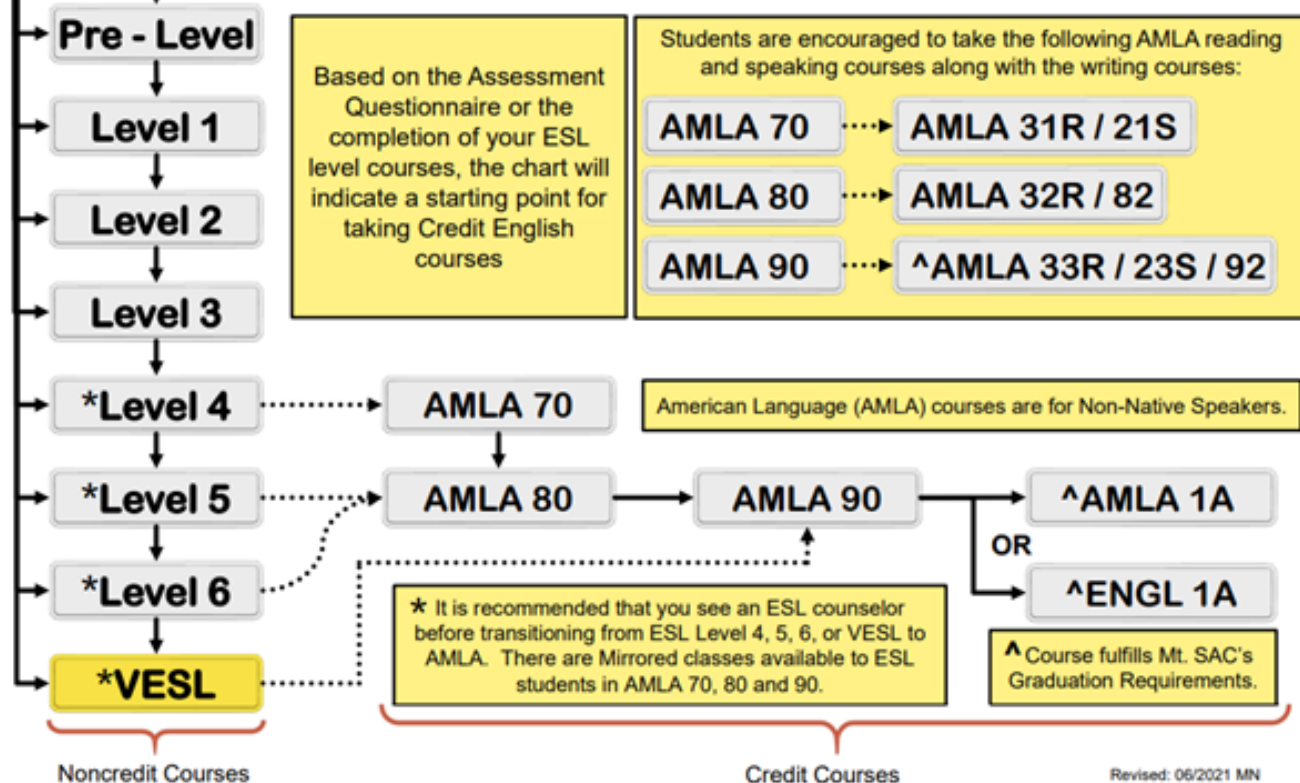 Pre - Level
Level 1
Level 2
Level 3
*Level 4
*Level 5
*Level 6
*VESL
Noncredit Courses
Based on the Assessment
Questionnaire or the
completion of your ESL
level courses, the chart will
indicate a starting point for
taking Credit English
courses
Students are encouraged to take the following AMLA reading
and speaking courses along with the writing courses:
AMLA 70
AMLA 31R / 21S
AMLA 80
AMLA 32R / 82
AMLA 90
^AMLA 33R / 23S / 92
AMLA 70
American Language (AMLA) courses are for Non-Native Speakers.
AMLA 80
AMLA 90
^AMLA 1A
OR
^ENGL 1A
* It is recommended that you see an ESL counselor
before transitioning from ESL Level 4, 5, 6, or VESL to
AMLA. There are Mirrored classes available to ESL
students in AMLA 70, 80 and 90.
^ Course fulfills Mt. SAC's
Graduation Requirements.
Credit Courses
Revised: 06/2021 MN